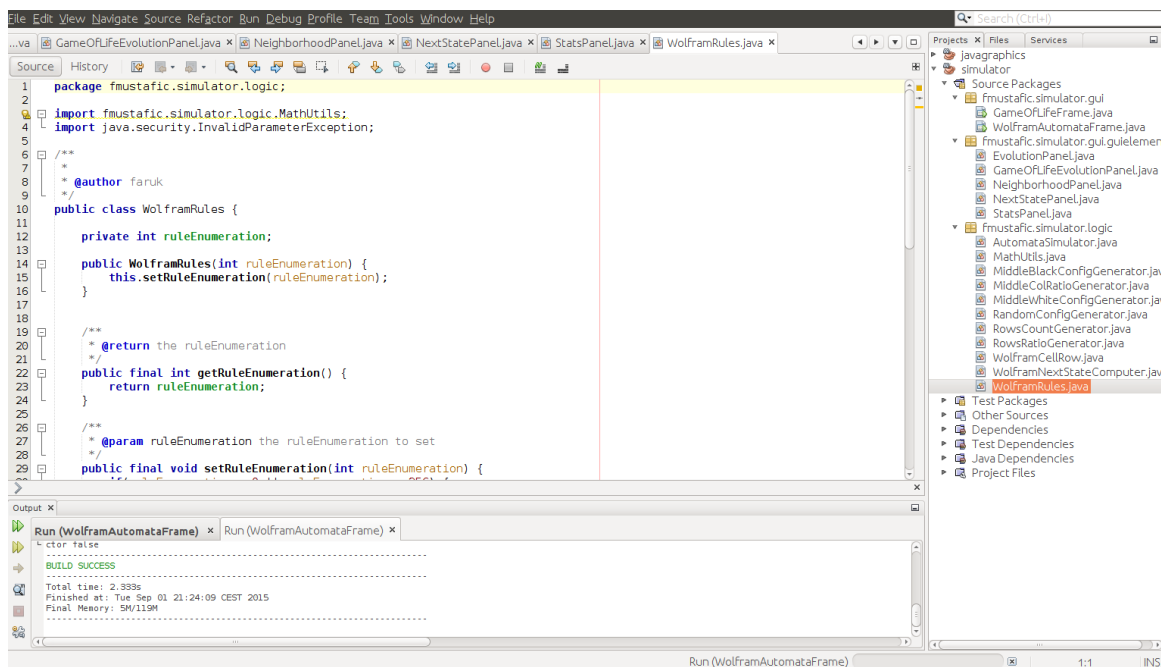 File Edit View Navigate Source Refactor Run Debug Profile Team Tools Window Help
Search (Ctrl+I)
...va GameOfLifeEvolutionPanel.java × NeighborhoodPanel.java × NextStatePanel.java × StatsPanel.java × WolframRules.java ×
Source History
1 package fmustafic.simulator.logic;
2
import fmustafic.simulator.logic.MathUtils;
4 import java.security.InvalidParameterException;
5
6 /**
7 *
8 * @author faruk
9 */
10 public class WolframRules {
11
12 private int ruleEnumeration;
13
14 public WolframRules(int ruleEnumeration) {
15 this.setRuleEnumeration(ruleEnumeration);
16 }
17
18
19 /**
20 * @return the ruleEnumeration
21 */
22 public final int getRuleEnumeration() {
23 return ruleEnumeration;
24 }
25
26 /**
27 * @param ruleEnumeration the ruleEnumeration to set
28 */
29 public final void setRuleEnumeration(int ruleEnumeration) {
Projects × Files Services
javagraphics
simulator
Source Packages
fmustafic.simulator.gui
GameOfLifeFrame.java
WolframAutomataFrame.java
fmustafic.simulator.gui.guielemen
EvolutionPanel.java
GameOfLifeEvolutionPanel.java
NeighborhoodPanel.java
NextStatePanel.java
StatsPanel.java
fmustafic.simulator.logic
AutomataSimulator.java
MathUtils.java
MiddleBlackConfigGenerator.jav
MiddleColRatioGenerator.java
MiddleWhiteConfigGenerator.ja
RandomConfigGenerator.java
RowsCountGenerator.java
RowsRatioGenerator.java
WolframCellRow.java
WolframNextStateComputer.jav
WolframRules.java
Test Packages
Other Sources
Dependencies
Test Dependencies
Java Dependencies
Project Files
Output ×
Run (WolframAutomataFrame) × Run (WolframAutomataFrame) ×
ctor false
------------------------------------------------------------------------
BUILD SUCCESS
------------------------------------------------------------------------
Total time: 2.333s
Finished at: Tue Sep 01 21:24:09 CEST 2015
Final Memory: 5M/119M
------------------------------------------------------------------------
Run (WolframAutomataFrame) 1:1 INS